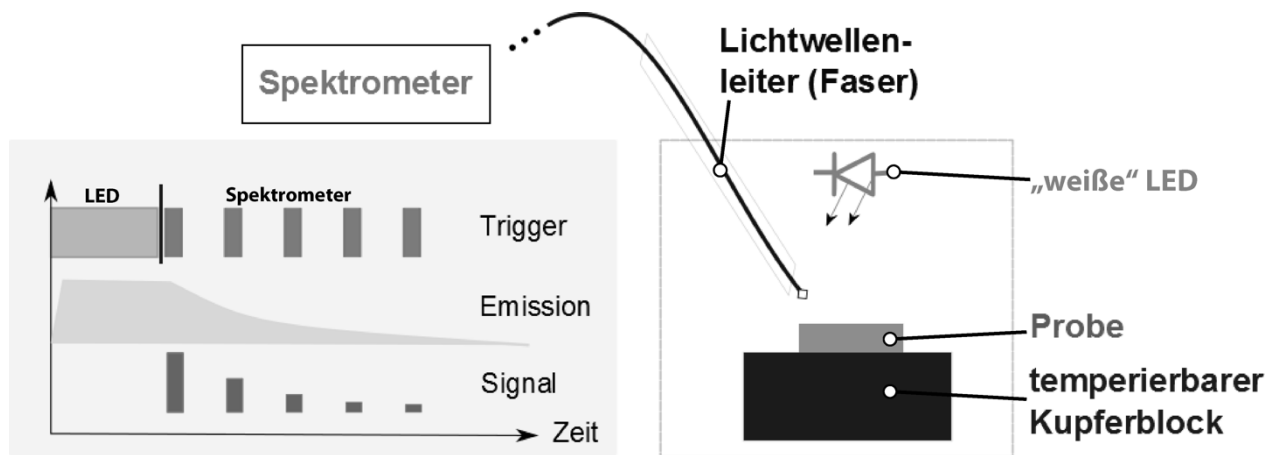 Spektrometer
Lichtwellen-
leiter (Faser)
LED
Spektrometer
Trigger
Emission
Signal
Zeit
„weiße“ LED
Probe
temperierbarer
Kupferblock